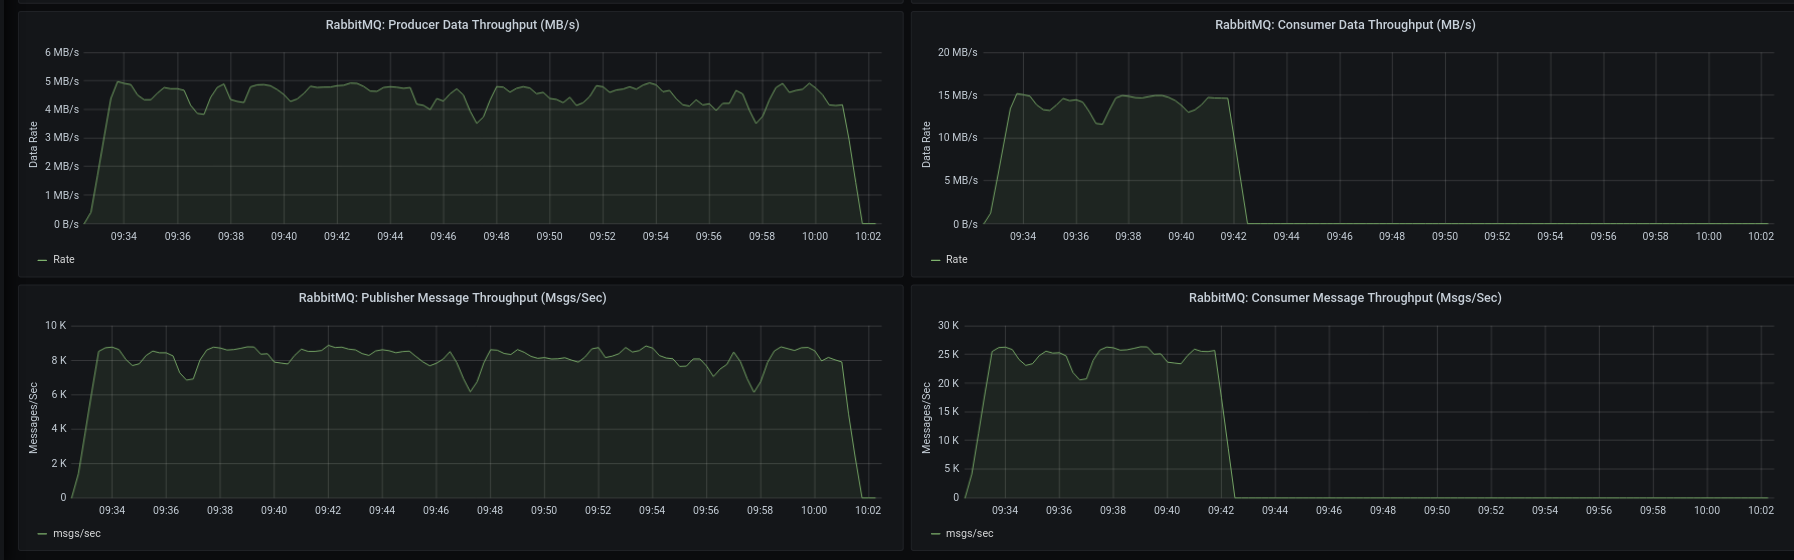 RabbitMQ: Producer Data Throughput (MB/s)
Data Rate
6 MB/s
5 MB/s
4 MB/s
3 MB/s
2 MB/s
1 MB/s
0 B/s
09:34 09:36 09:38 09:40 09:42 09:44 09:46 09:48 09:50 09:52 09:54 09:56 09:58 10:00 10:02
Rate
RabbitMQ: Consumer Data Throughput (MB/s)
Data Rate
20 MB/s
15 MB/s
10 MB/s
5 MB/s
0 B/s
09:34 09:36 09:38 09:40 09:42 09:44 09:46 09:48 09:50 09:52 09:54 09:56 09:58 10:00 10:02
Rate
RabbitMQ: Publisher Message Throughput (Msgs/Sec)
Messages/Sec
10 K
8 K
6 K
4 K
2 K
0
09:34 09:36 09:38 09:40 09:42 09:44 09:46 09:48 09:50 09:52 09:54 09:56 09:58 10:00 10:02
msgs/sec
RabbitMQ: Consumer Message Throughput (Msgs/Sec)
Messages/Sec
30 K
25 K
20 K
15 K
10 K
5 K
0
09:34 09:36 09:38 09:40 09:42 09:44 09:46 09:48 09:50 09:52 09:54 09:56 09:58 10:00 10:02
msgs/sec